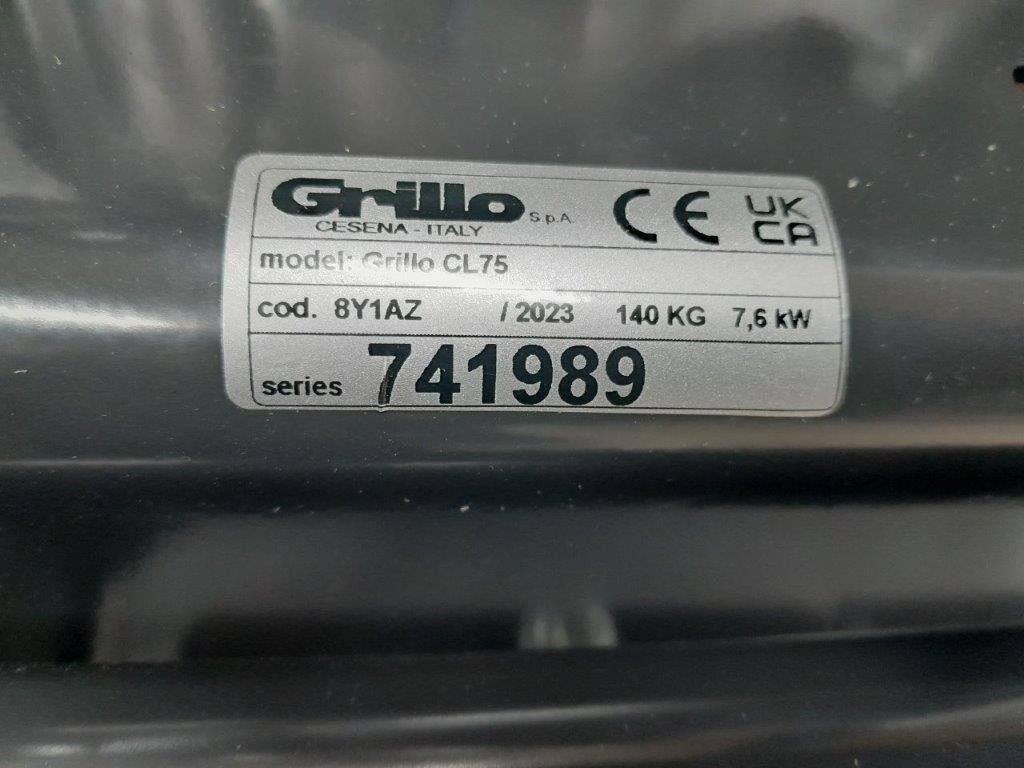 Grillo S.p.A. CE UK
CESENA - ITALY CA
model: Grillo CL75
cod. 8Y1AZ / 2023 140 KG 7,6 kW
series 741989